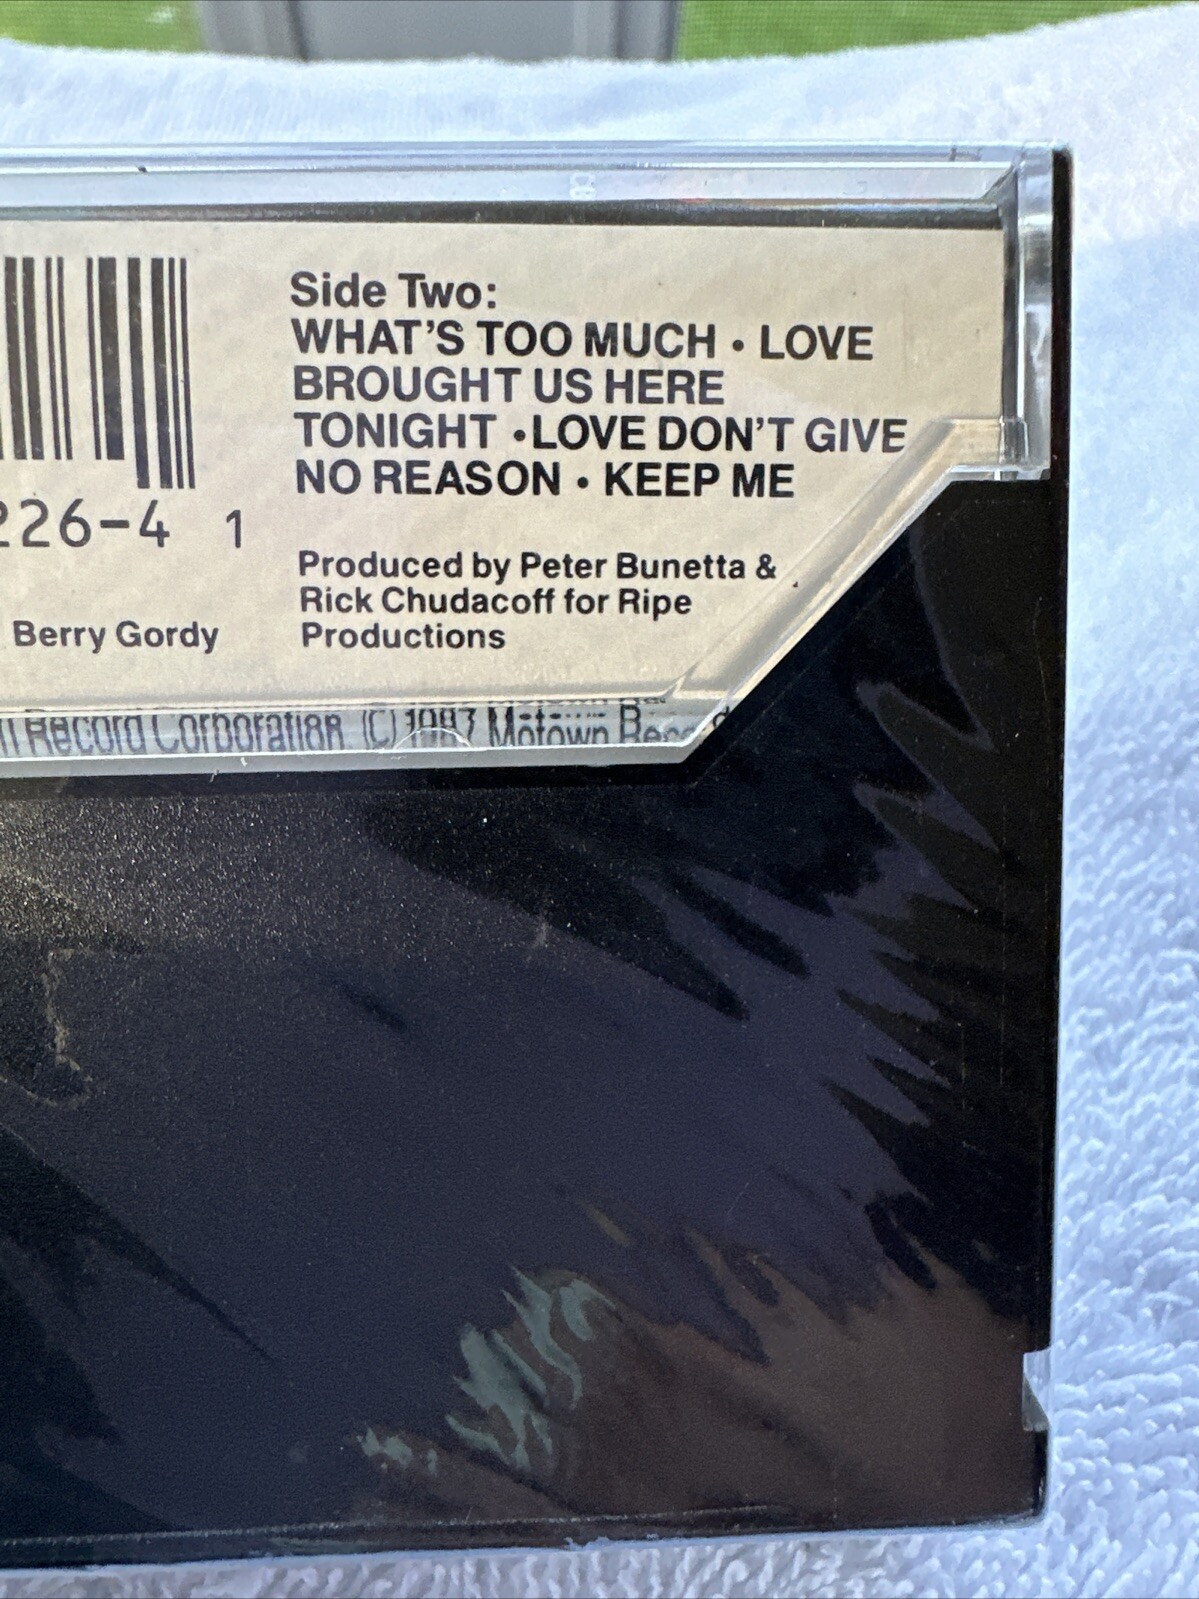 Side Two:
WHAT'S TOO MUCH • LOVE
BROUGHT US HERE
TONIGHT •LOVE DON'T GIVE
NO REASON • KEEP ME
226-4 1
Produced by Peter Bunetta &
Rick Chudacoff for Ripe
Productions
Berry Gordy
Record Corporation (C) 1987 Motown